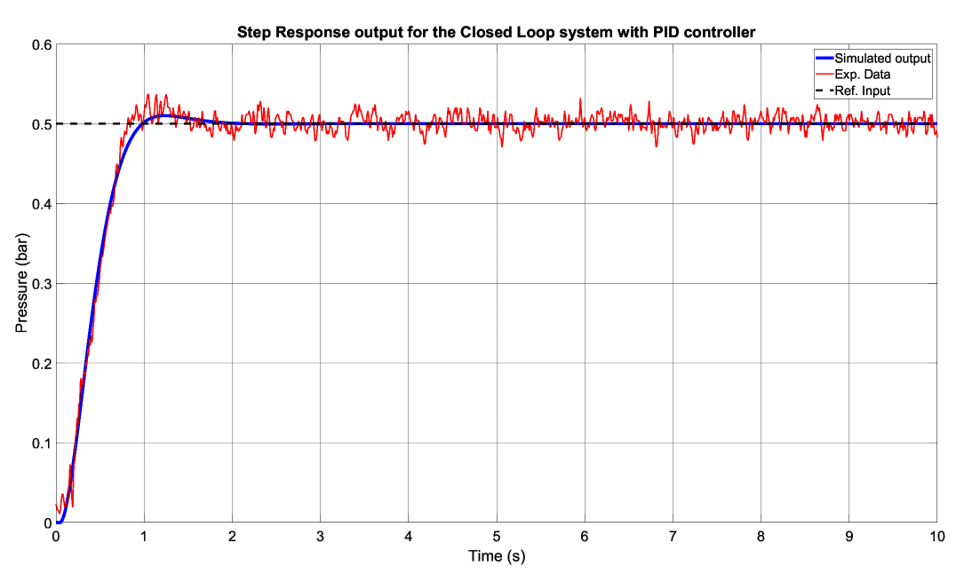 Step Response output for the Closed Loop system with PID controller
0.6
Simulated output
Exp. Data
Ref. Input
0.5
0.4
0.3
0.2
0.1
0
Pressure (bar)
0 1 2 3 4 5 6 7 8 9 10
Time (s)